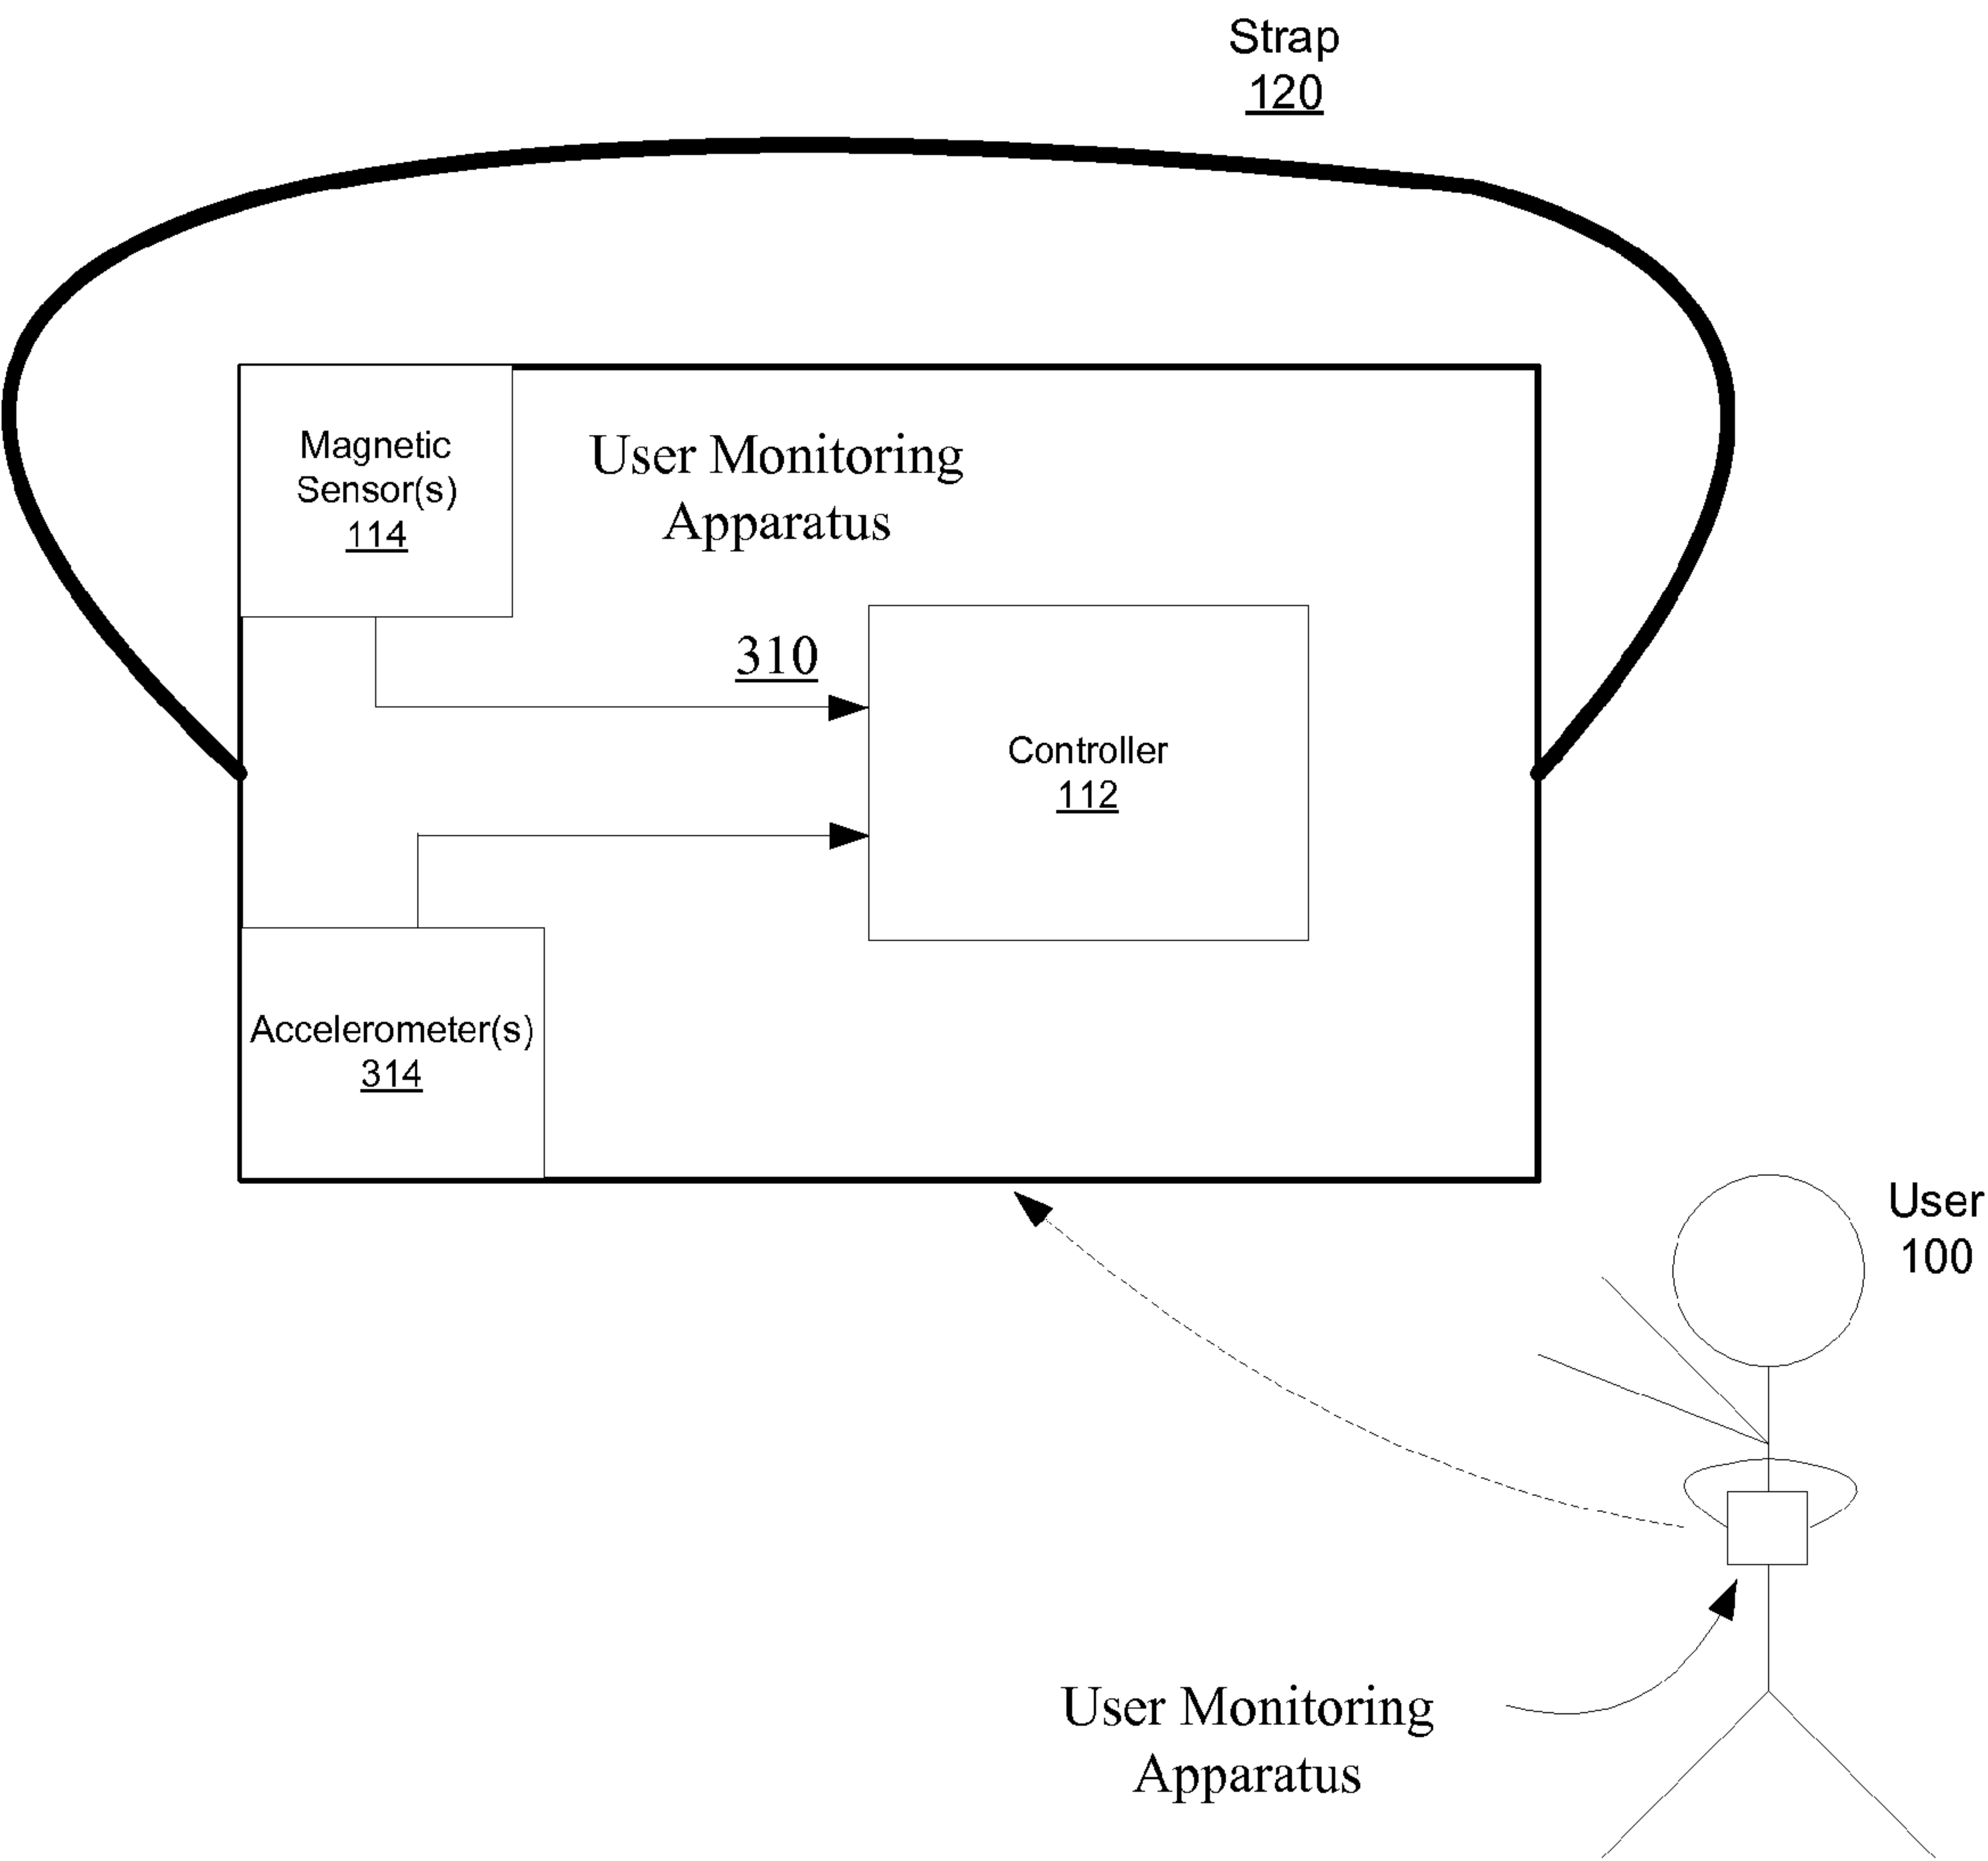 Strap
120
Magnetic
Sensor(s)
114
User Monitoring
Apparatus
310
Controller
112
Accelerometer(s)
314
User
100
User Monitoring
Apparatus